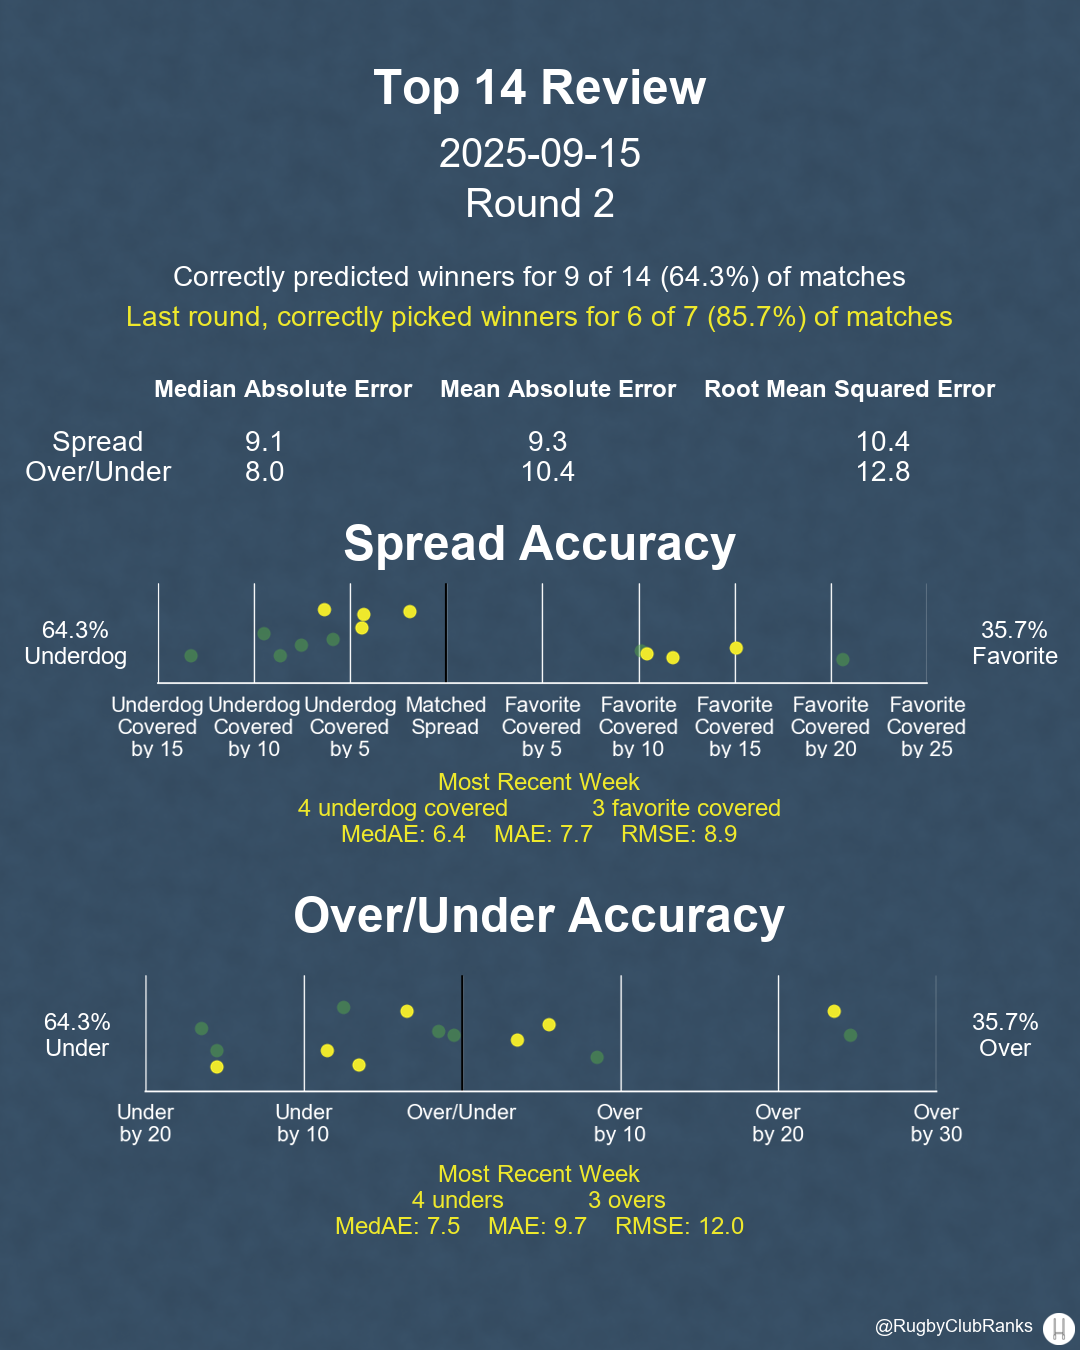 Top 14 Review
2025-09-15
Round 2
Correctly predicted winners for 9 of 14 (64.3%) of matches
Last round, correctly picked winners for 6 of 7 (85.7%) of matches
Median Absolute Error Mean Absolute Error Root Mean Squared Error
Spread 9.1 9.3 10.4
Over/Under 8.0 10.4 12.8
Spread Accuracy
64.3%
Underdog
35.7%
Favorite
Underdog Underdog Underdog Matched Favorite Favorite Favorite Favorite Favorite
Covered Covered Covered Spread Covered Covered Covered Covered Covered
by 15 by 10 by 5 by 5 by 10 by 15 by 20 by 25
Most Recent Week
4 underdog covered 3 favorite covered
MedAE: 6.4 MAE: 7.7 RMSE: 8.9
Over/Under Accuracy
64.3%
Under
35.7%
Over
Under Under Over/Under Over Over Over
by 20 by 10 by 10 by 20 by 30
Most Recent Week
4 unders 3 overs
MedAE: 7.5 MAE: 9.7 RMSE: 12.0
@RugbyClubRanks